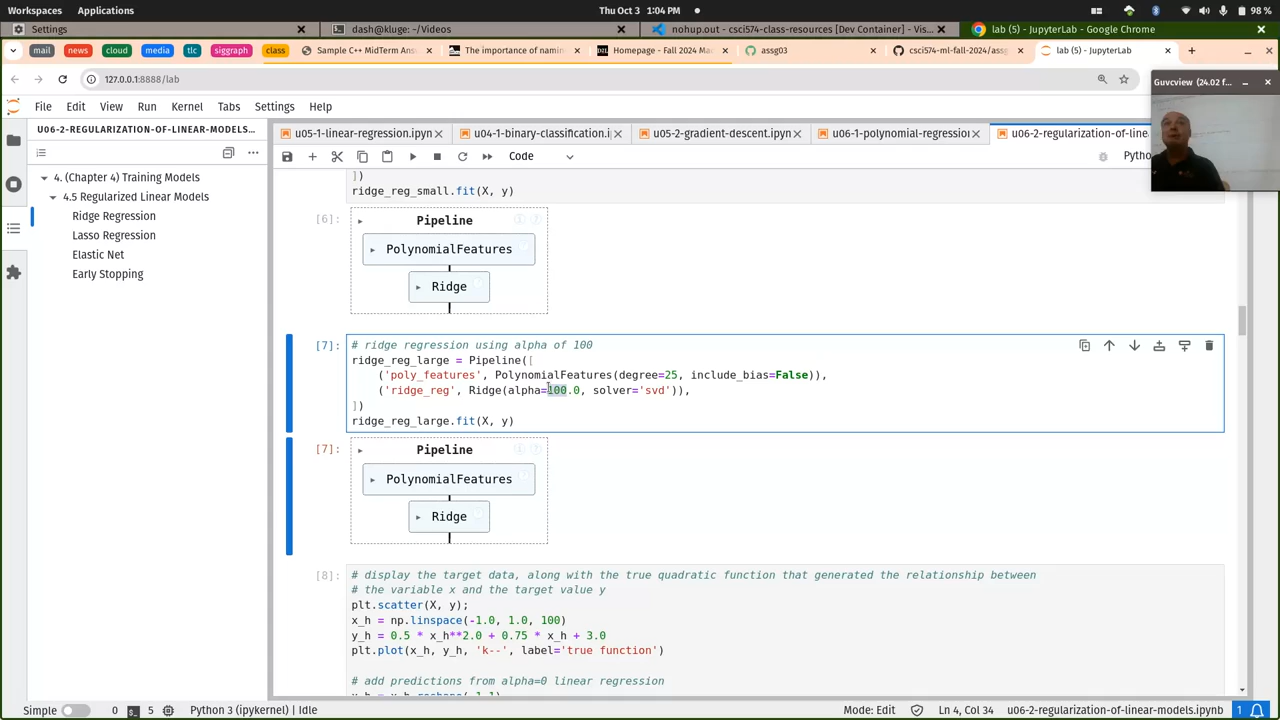 Workspaces Applications Thu Oct 3 1:04 PM 98 %
Settings dash@kluge: ~/Videos nohup.out - csci574-class-resources [Dev Container] - Vis... lab (5) - JupyterLab - Google Chrome
mail news cloud media tlc siggraph class Sample C++ MidTerm Ans The importance of namin Homepage - Fall 2024 Mac assg03 csci574-ml-fall-2024/assg lab (5) - JupyterLab
127.0.0.1:8888/lab
Guvcview (24.02 f...
File Edit View Run Kernel Tabs Settings Help
U06-2-REGULARIZATION-OF-LINEAR-MODELS... u05-1-linear-regression.ipyn u04-1-binary-classification.i u05-2-gradient-descent.ipyn u06-1-polynomial-regressio u06-2-regularization-of-line
Code Pytho
4. (Chapter 4) Training Models
4.5 Regularized Linear Models
Ridge Regression
Lasso Regression
Elastic Net
Early Stopping
])
ridge_reg_small.fit(X, y)
[6]: Pipeline
PolynomialFeatures
Ridge
[7]: # ridge regression using alpha of 100
ridge_reg_large = Pipeline([
('poly_features', PolynomialFeatures(degree=25, include_bias=False)),
('ridge_reg', Ridge(alpha=100.0, solver='svd')),
])
ridge_reg_large.fit(X, y)
[7]: Pipeline
PolynomialFeatures
Ridge
[8]: # display the target data, along with the true quadratic function that generated the relationship between
# the variable x and the target value y
plt.scatter(X, y);
x_h = np.linspace(-1.0, 1.0, 100)
y_h = 0.5 * x_h**2.0 + 0.75 * x_h + 3.0
plt.plot(x_h, y_h, 'k--', label='true function')
# add predictions from alpha=0 linear regression
Simple 0 5 Python 3 (ipykernel) | Idle Mode: Edit Ln 4, Col 34 u06-2-regularization-of-linear-models.ipynb 1